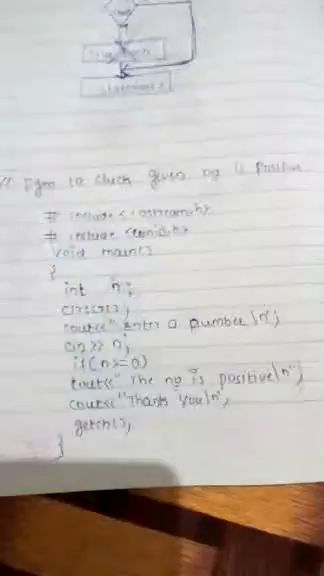 // Pgm to check given no is positive
# include <iostream.h>
# include <conio.h>
void main()
{
int n;
clrscr();
cout<<" Enter a number \n";
cin>> n;
if(n>=0)
cout<<" The no is positive\n";
cout<<"Thank you\n";
getch();
}